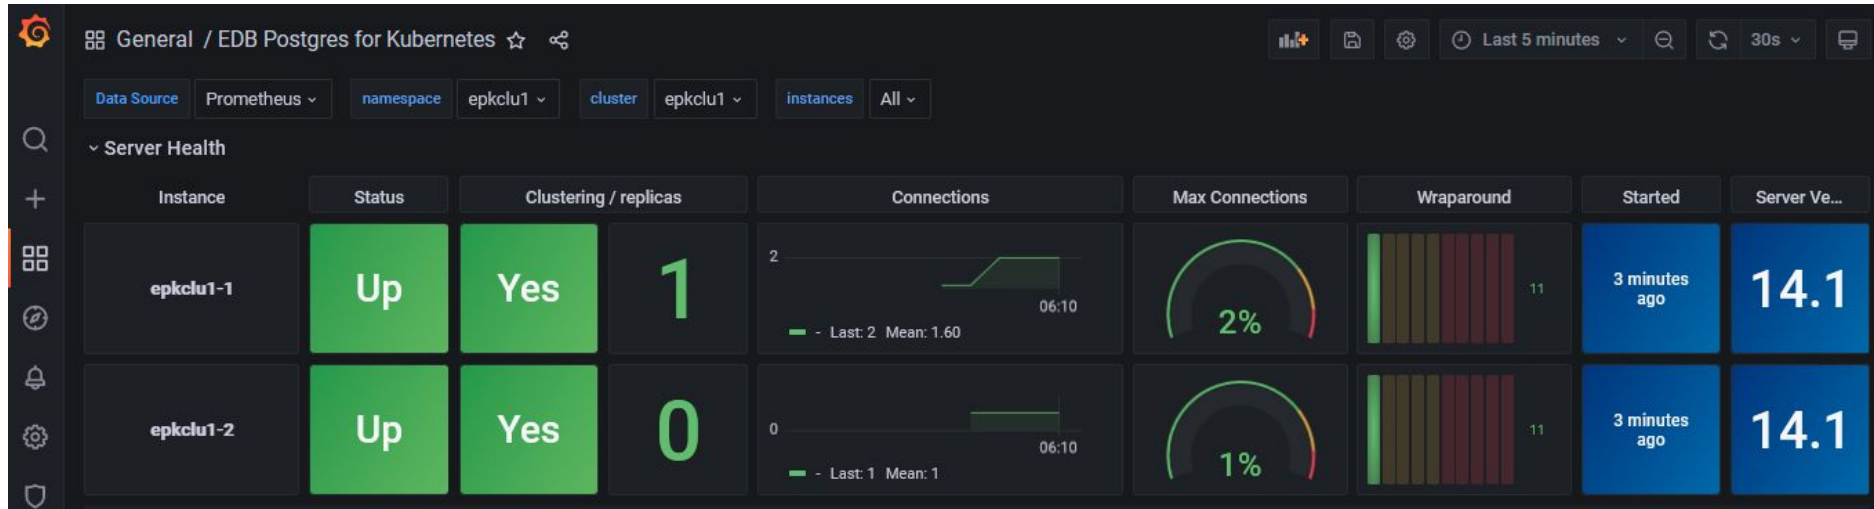 General / EDB Postgres for Kubernetes
Last 5 minutes
30s
Data Source Prometheus namespace epkclu1 cluster epkclu1 instances All
Server Health
Instance Status Clustering / replicas Connections Max Connections Wraparound Started Server Ve...
epkclu1-1 Up Yes 1
2
06:10
- Last: 2 Mean: 1.60
2%
11
3 minutes
ago
14.1
epkclu1-2 Up Yes 0
0
06:10
- Last: 1 Mean: 1
1%
11
3 minutes
ago
14.1